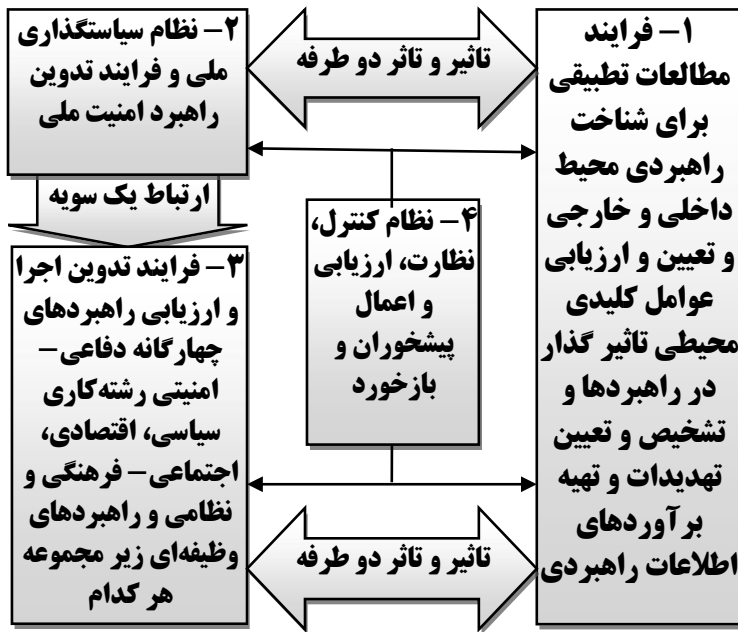 ۱- فرایند
مطالعات تطبیقی
برای شناخت
راهبردی محیط
داخلی و خارجی
و تعیین و ارزیابی
عوامل کلیدی
محیطی تاثیر گذار
در راهبردها و
تشخیص و تعیین
تهدیدات و تهیه
برآوردهای
اطلاعات راهبردی
تاثیر و تاثر دو طرفه
۲- نظام سیاستگذاری
ملی و فرایند تدوین
راهبرد امنیت ملی
ارتباط یک سویه
۳- فرایند تدوین اجرا
و ارزیابی راهبردهای
چهارگانه دفاعی-
امنیتی رشته‌کاری
سیاسی، اقتصادی،
اجتماعی- فرهنگی و
نظامی و راهبردهای
وظیفه‌ای زیر مجموعه
هر کدام
۴- نظام کنترل،
نظارت، ارزیابی
و اعمال
پیشخوران و
بازخورد
تاثیر و تاثر دو طرفه